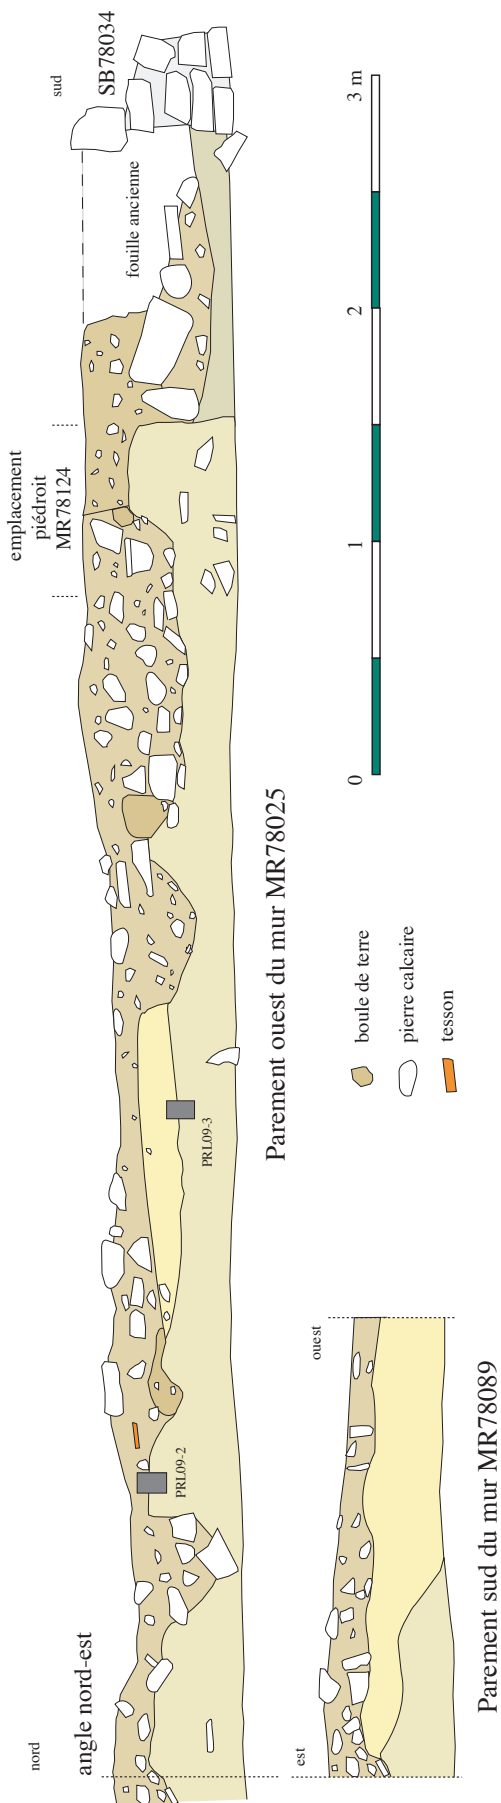 nord
sud
angle nord-est
emplacement
piédroit
MR78124
fouille ancienne
SB78034
PRL09-2
PRL09-3
Parement ouest du mur MR78025
est
ouest
Parement sud du mur MR78089
boule de terre
pierre calcaire
tesson
0
1
2
3 m